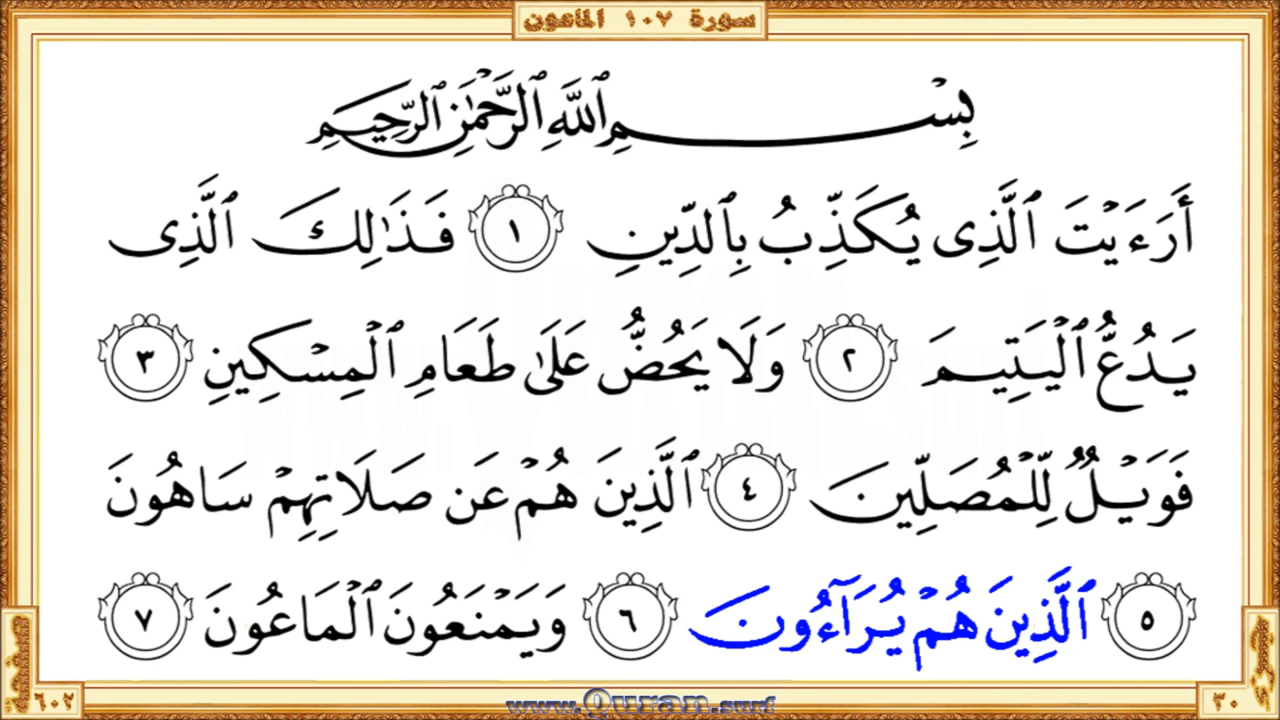 سورة ١٠٧ الماعون
بِسْمِ ٱللَّهِ ٱلرَّحْمَٰنِ ٱلرَّحِيمِ
أَرَءَيْتَ ٱلَّذِى يُكَذِّبُ بِٱلدِّينِ ١ فَذَٰلِكَ ٱلَّذِى
يَدُعُّ ٱلْيَتِيمَ ٢ وَلَا يَحُضُّ عَلَىٰ طَعَامِ ٱلْمِسْكِينِ ٣
فَوَيْلٌ لِّلْمُصَلِّينَ ٤ ٱلَّذِينَ هُمْ عَن صَلَاتِهِمْ سَاهُونَ
٥ ٱلَّذِينَ هُمْ يُرَآءُونَ ٦ وَيَمْنَعُونَ ٱلْمَاعُونَ ٧
جزء
٣٠
www.Quran.surf
صفحة
٦٠٢